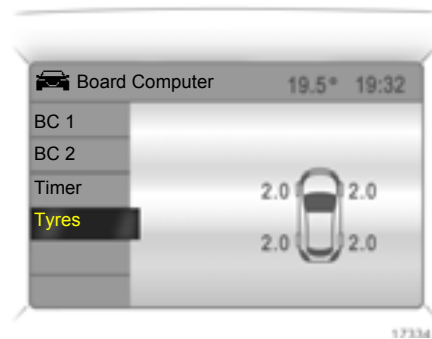 Board Computer 19.5° 19:32
BC 1
BC 2
Timer
Tyres
2.0 2.0
2.0 2.0
17334